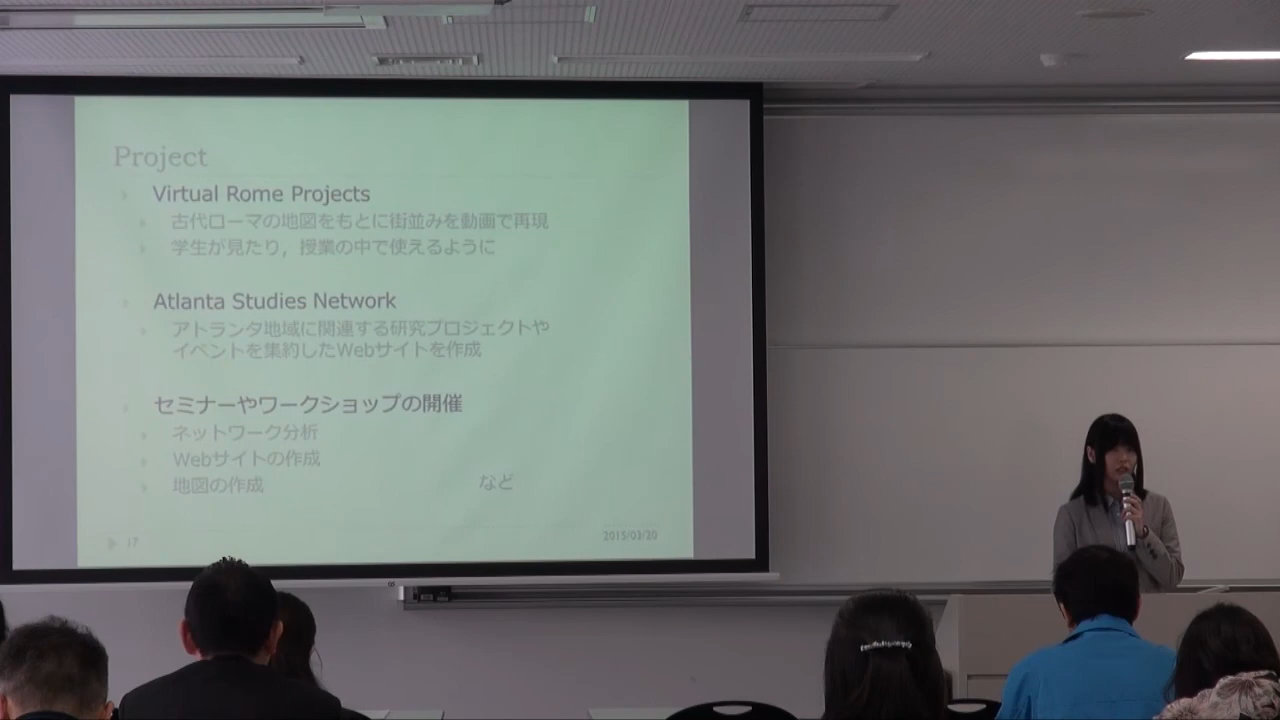 Project
Virtual Rome Projects
古代ローマの地図をもとに街並みを動画で再現
学生が見たり，授業の中で使えるように
Atlanta Studies Network
アトランタ地域に関連する研究プロジェクトや
イベントを集約したWebサイトを作成
セミナーやワークショップの開催
ネットワーク分析
Webサイトの作成
地図の作成 など
17 2015/03/20